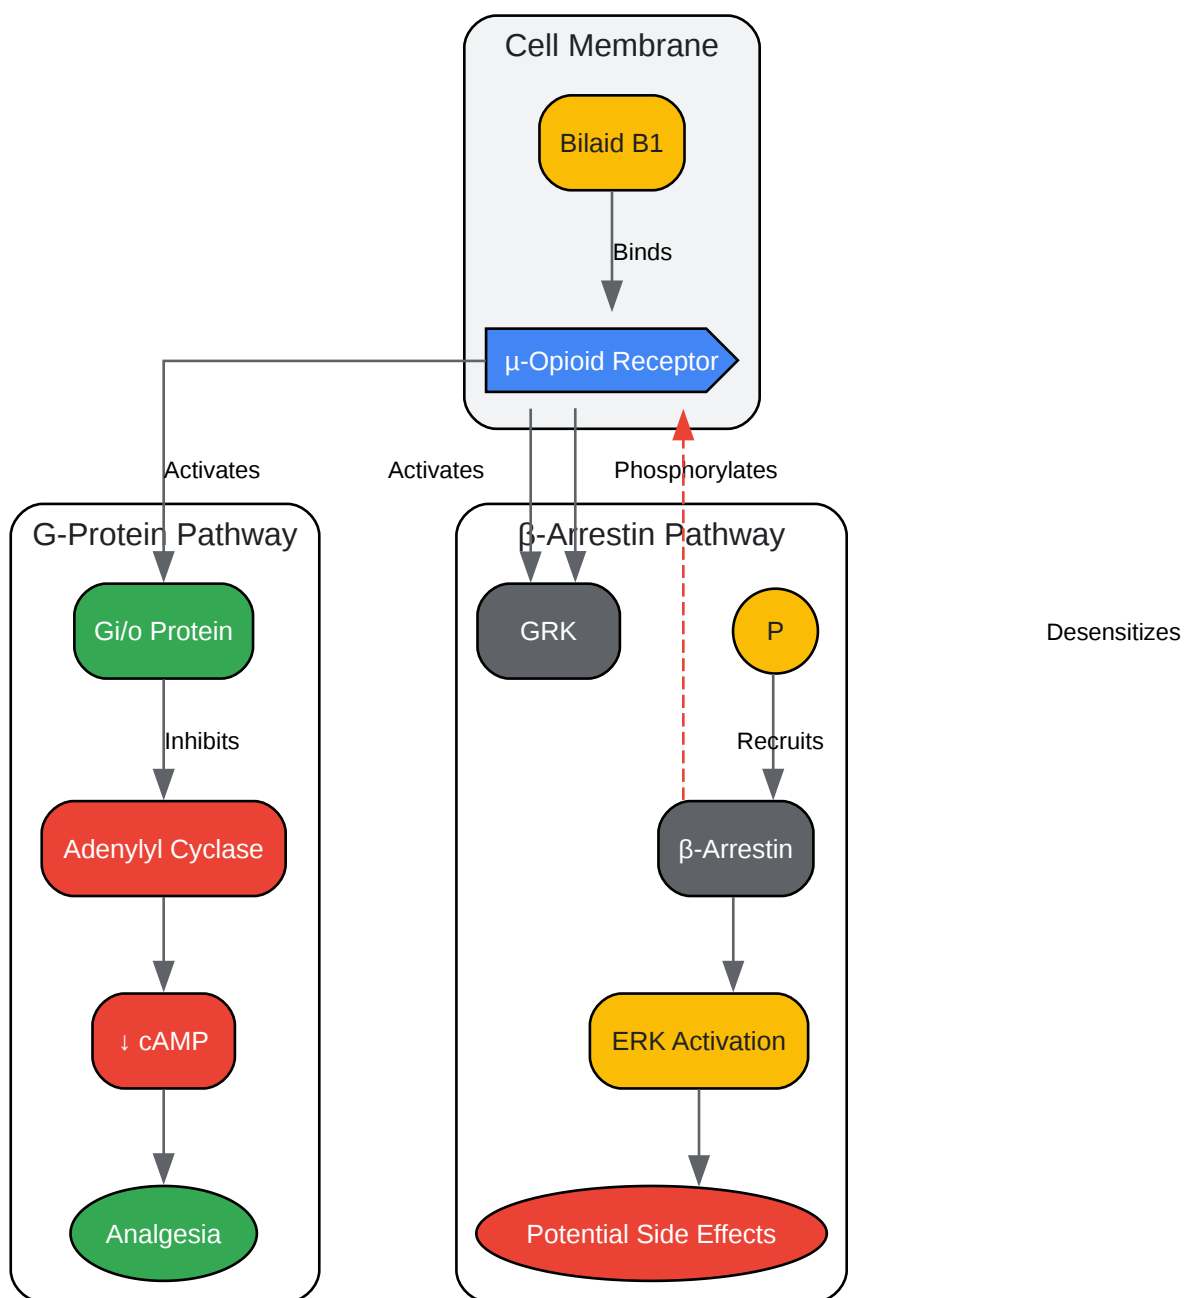 Cell Membrane
Bilaid B1
Binds
µ-Opioid Receptor
Activates
Activates
Phosphorylates
G-Protein Pathway
β-Arrestin Pathway
Gi/o Protein
GRK
P
Desensitizes
Inhibits
Recruits
Adenylyl Cyclase
β-Arrestin
↓ cAMP
ERK Activation
Analgesia
Potential Side Effects